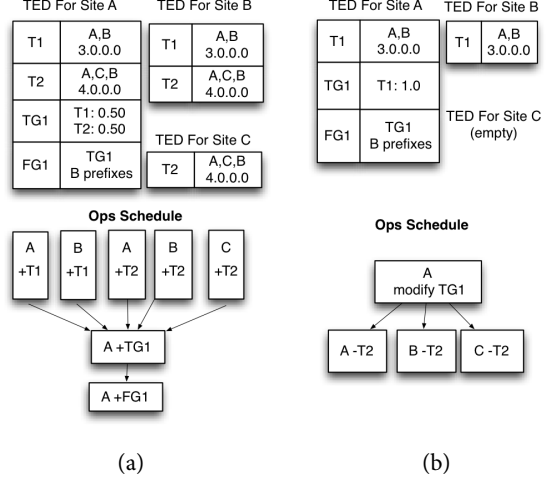 TED For Site A
T1
A,B
3.0.0.0
T2
A,C,B
4.0.0.0
TG1
T1: 0.50
T2: 0.50
FG1
TG1
B prefixes
TED For Site B
T1
A,B
3.0.0.0
T2
A,C,B
4.0.0.0
TED For Site C
T2
A,C,B
4.0.0.0
Ops Schedule
A
+T1
B
+T1
A
+T2
B
+T2
C
+T2
A +TG1
A +FG1
(a)
TED For Site A
T1
A,B
3.0.0.0
TG1
T1: 1.0
FG1
TG1
B prefixes
TED For Site B
T1
A,B
3.0.0.0
TED For Site C
(empty)
Ops Schedule
A
modify TG1
A -T2
B -T2
C -T2
(b)